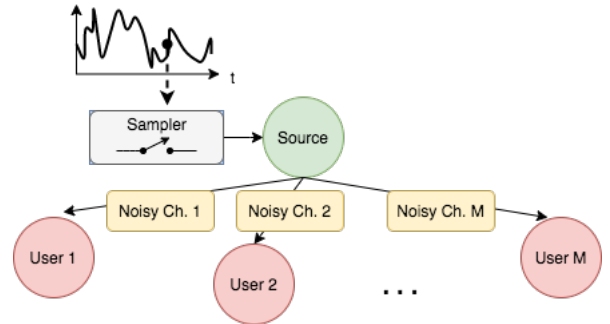 t
Sampler
Source
Noisy Ch. 1
Noisy Ch. 2
Noisy Ch. M
User 1
User 2
...
User M